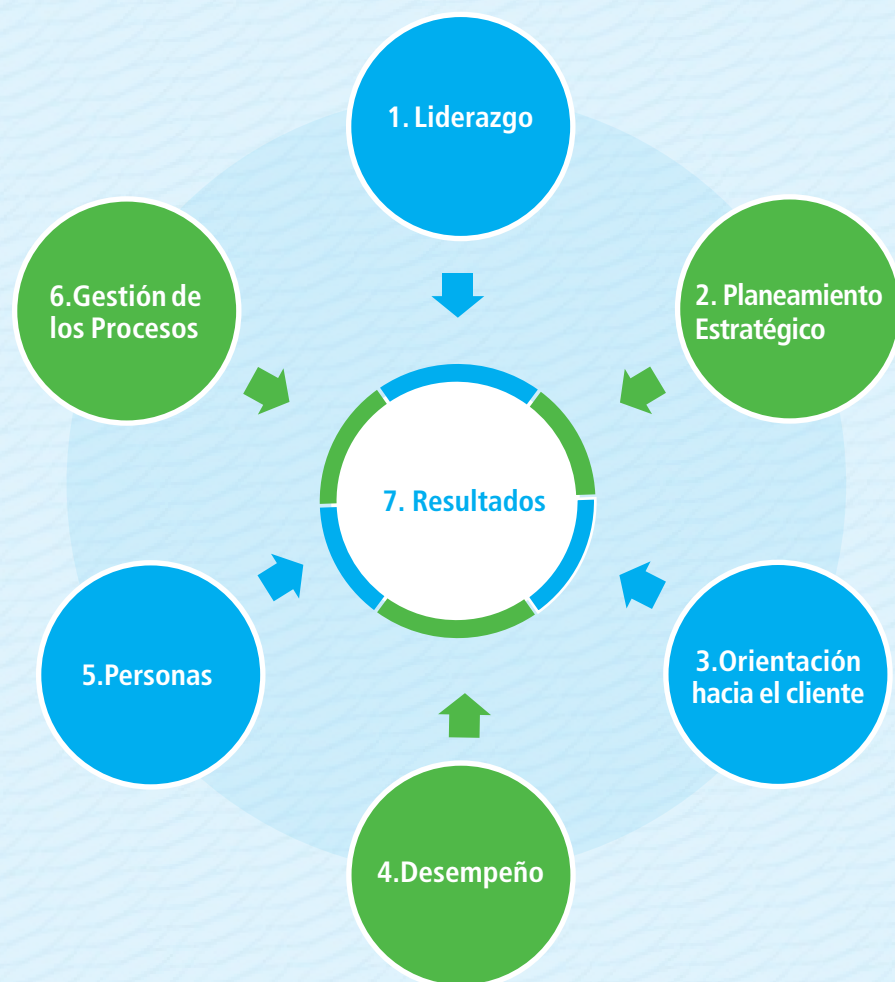 1. Liderazgo
2. Planeamiento
Estratégico
3.Orientación
hacia el cliente
4.Desempeño
5.Personas
6.Gestión de
los Procesos
7. Resultados